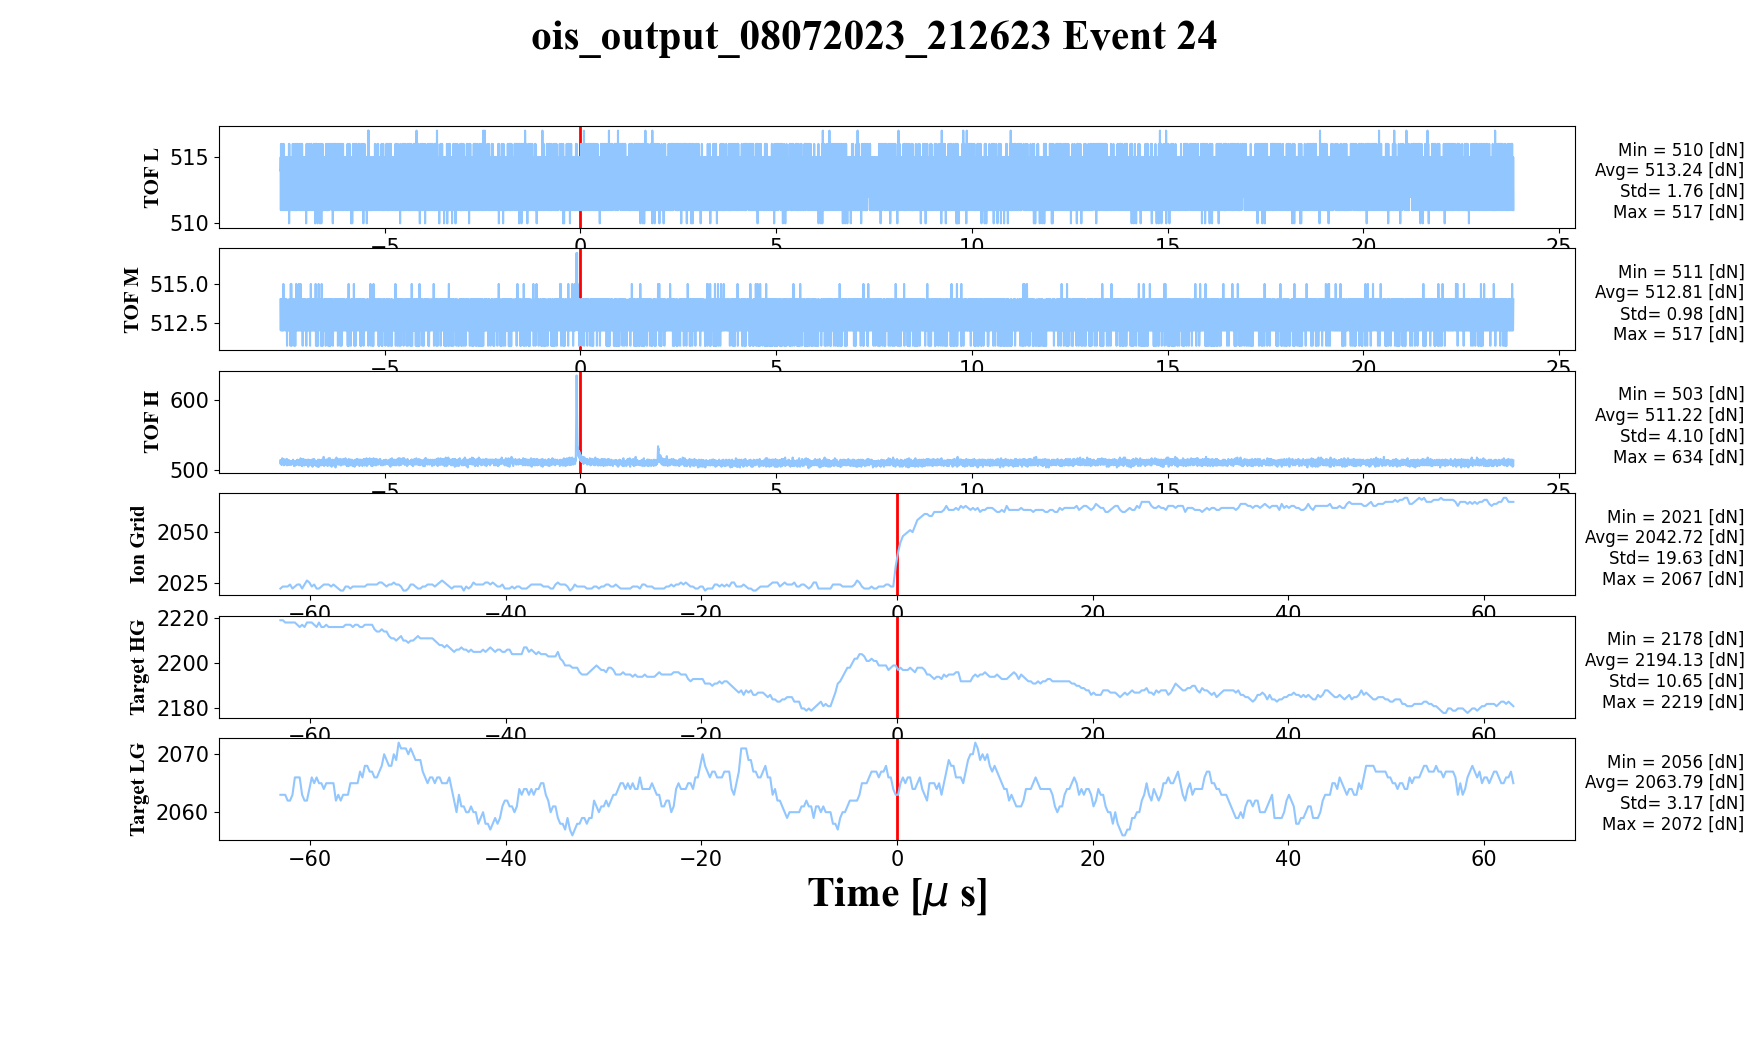 ois_output_08072023_212623 Event 24
TOF L
515
510
−5 0 5 10 15 20 25
Min = 510 [dN]
Avg= 513.24 [dN]
Std= 1.76 [dN]
Max = 517 [dN]
TOF M
515.0
512.5
−5 0 5 10 15 20 25
Min = 511 [dN]
Avg= 512.81 [dN]
Std= 0.98 [dN]
Max = 517 [dN]
TOF H
600
500
−5 0 5 10 15 20 25
Min = 503 [dN]
Avg= 511.22 [dN]
Std= 4.10 [dN]
Max = 634 [dN]
Ion Grid
2050
2025
−60 −40 −20 0 20 40 60
Min = 2021 [dN]
Avg= 2042.72 [dN]
Std= 19.63 [dN]
Max = 2067 [dN]
Target HG
2220
2200
2180
−60 −40 −20 0 20 40 60
Min = 2178 [dN]
Avg= 2194.13 [dN]
Std= 10.65 [dN]
Max = 2219 [dN]
Target LG
2070
2060
−60 −40 −20 0 20 40 60
Min = 2056 [dN]
Avg= 2063.79 [dN]
Std= 3.17 [dN]
Max = 2072 [dN]
Time [μ s]